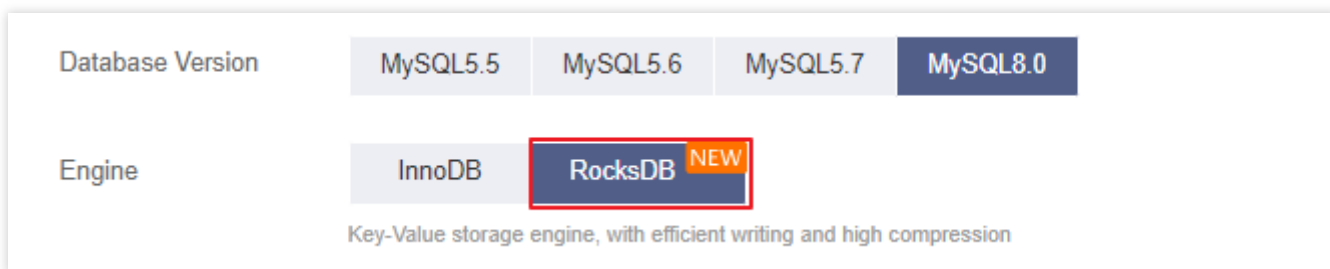 Database Version MySQL5.5 MySQL5.6 MySQL5.7 MySQL8.0
Engine InnoDB RocksDB NEW
Key-Value storage engine, with efficient writing and high compression